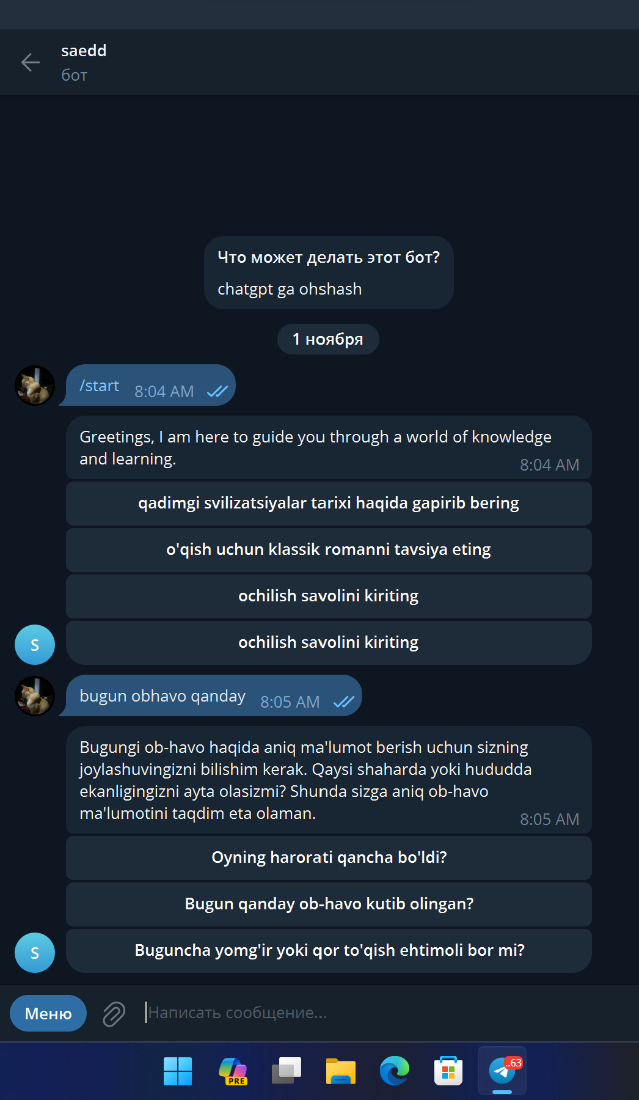 saedd
бот
Что может делать этот бот?
chatgpt ga ohshash
1 ноября
/start 8:04 AM
Greetings, I am here to guide you through a world of knowledge
and learning.
8:04 AM
qadimgi svilizatsiyalar tarixi haqida gapirib bering
o'qish uchun klassik romanni tavsiya eting
ochilish savolini kiriting
ochilish savolini kiriting
S
bugun obhavo qanday 8:05 AM
Bugungi ob-havo haqida aniq ma'lumot berish uchun sizning
joylashuvingizni bilishim kerak. Qaysi shaharda yoki hududda
ekanligingizni ayta olasizmi? Shunda sizga aniq ob-havo
ma'lumotini taqdim eta olaman.
8:05 AM
Oyning harorati qancha bo'ldi?
Bugun qanday ob-havo kutib olingan?
Buguncha yomg'ir yoki qor to'qish ehtimoli bor mi?
S
Меню
Написать сообщение...
PRE
..63